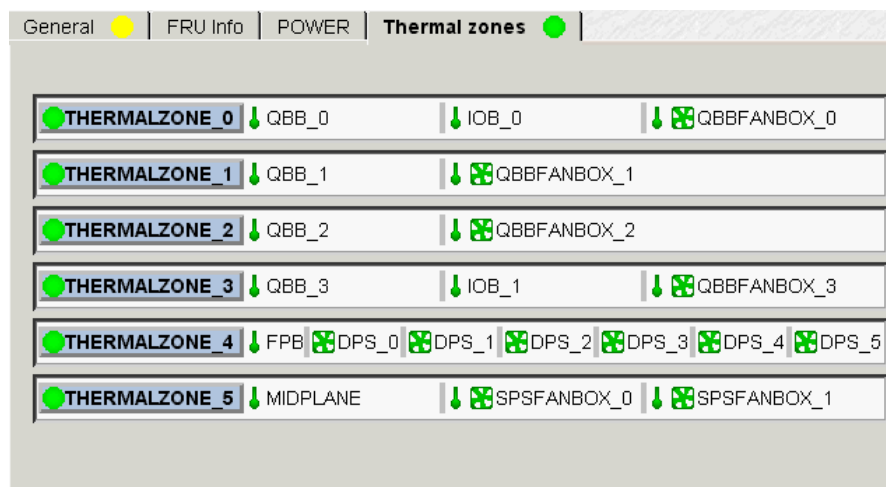 General FRU Info POWER Thermal zones
THERMALZONE_0 QBB_0 IOB_0 QBBFANBOX_0
THERMALZONE_1 QBB_1 QBBFANBOX_1
THERMALZONE_2 QBB_2 QBBFANBOX_2
THERMALZONE_3 QBB_3 IOB_1 QBBFANBOX_3
THERMALZONE_4 FPB DPS_0 DPS_1 DPS_2 DPS_3 DPS_4 DPS_5
THERMALZONE_5 MIDPLANE SPSFANBOX_0 SPSFANBOX_1